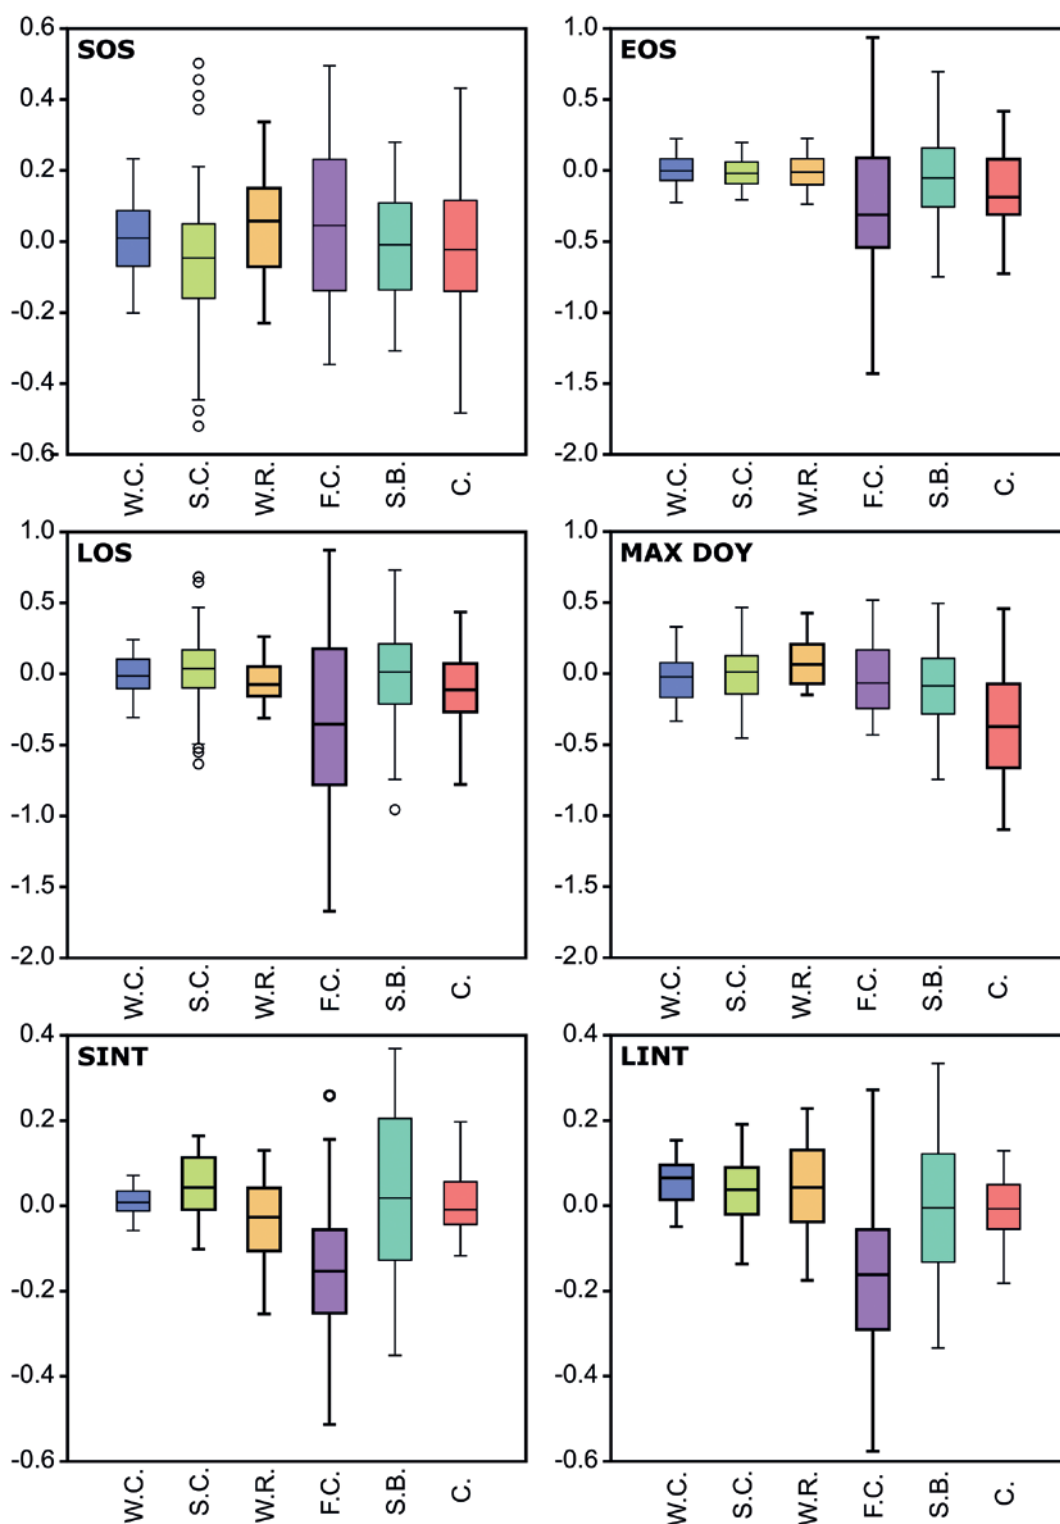 SOS
0.6
0.4
0.2
0.0
-0.2
-0.4
-0.6
W.C.
S.C.
W.R.
F.C.
S.B.
C.
EOS
1.0
0.5
0.0
-0.5
-1.0
-1.5
-2.0
W.C.
S.C.
W.R.
F.C.
S.B.
C.
LOS
1.0
0.5
0.0
-0.5
-1.0
-1.5
-2.0
W.C.
S.C.
W.R.
F.C.
S.B.
C.
MAX DOY
1.0
0.5
0.0
-0.5
-1.0
-1.5
-2.0
W.C.
S.C.
W.R.
F.C.
S.B.
C.
SINT
0.4
0.2
0.0
-0.2
-0.4
-0.6
W.C.
S.C.
W.R.
F.C.
S.B.
C.
LINT
0.4
0.2
0.0
-0.2
-0.4
-0.6
W.C.
S.C.
W.R.
F.C.
S.B.
C.